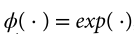 ϕ( · ) = exp(·)